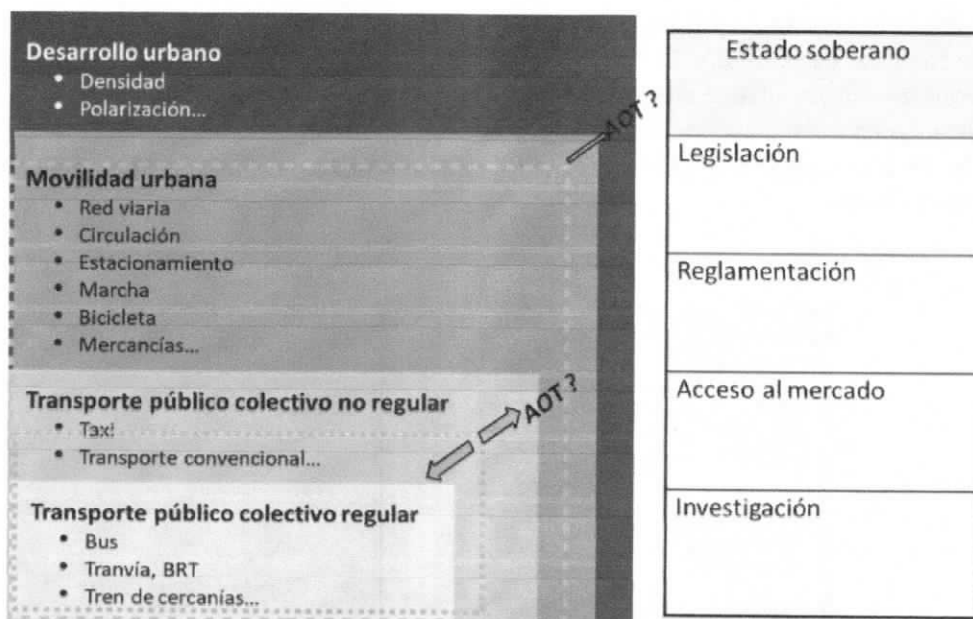 Desarrollo urbano
• Densidad
• Polarización...
AOT ?
Movilidad urbana
• Red viaria
• Circulación
• Estacionamiento
• Marcha
• Bicicleta
• Mercancías...
Transporte público colectivo no regular
• Taxi
• Transporte convencional...
AOT ?
Transporte público colectivo regular
• Bus
• Tranvía, BRT
• Tren de cercanías...
Estado soberano
Legislación
Reglamentación
Acceso al mercado
Investigación